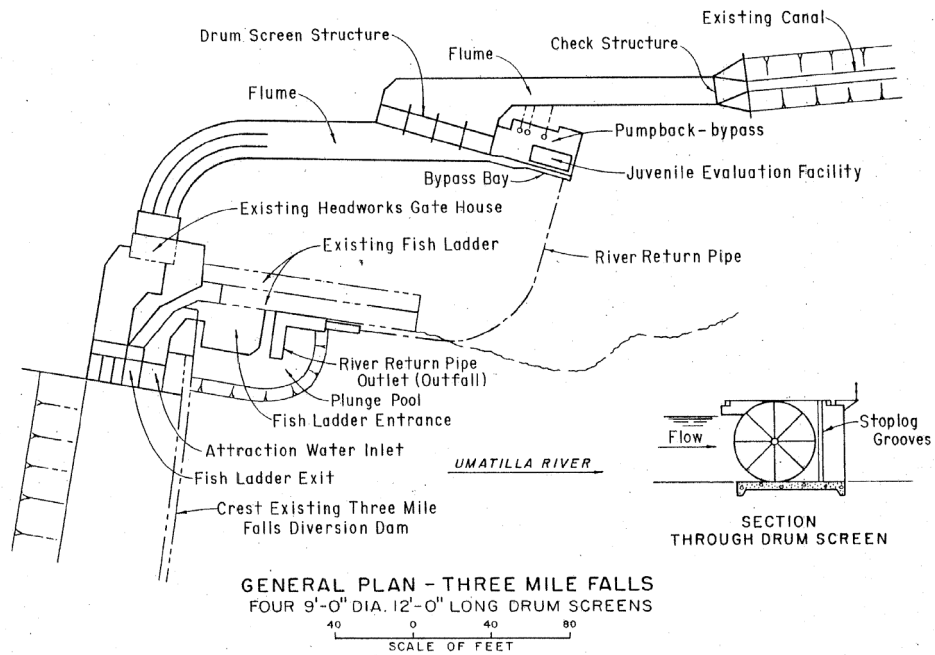 Existing Canal
Drum Screen Structure
Flume
Check Structure
Flume
Pumpback-bypass
Bypass Bay
Juvenile Evaluation Facility
Existing Headworks Gate House
Existing Fish Ladder
River Return Pipe
River Return Pipe
Outlet (Outfall)
Plunge Pool
Fish Ladder Entrance
Attraction Water Inlet
Fish Ladder Exit
Crest Existing Three Mile
Falls Diversion Dam
UMATILLA RIVER
Flow
Stoplog
Grooves
SECTION
THROUGH DRUM SCREEN
GENERAL PLAN - THREE MILE FALLS
FOUR 9'-0" DIA. 12'-0" LONG DRUM SCREENS
40 0 40 80
SCALE OF FEET